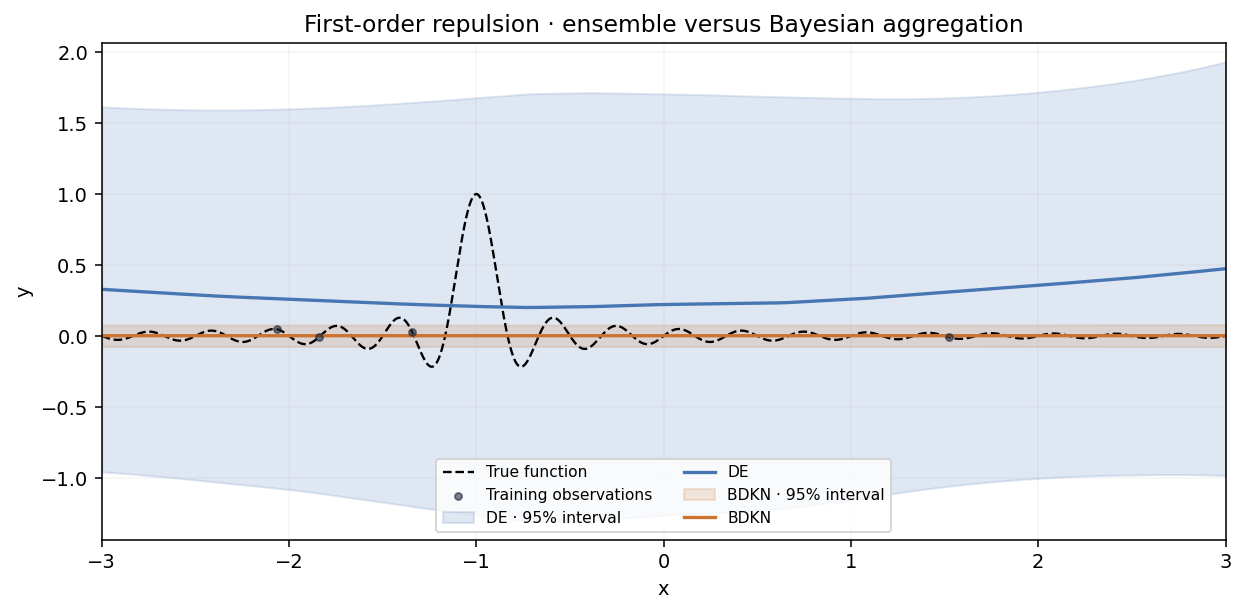 First-order repulsion · ensemble versus Bayesian aggregation
2.0
1.5
1.0
0.5
0.0
−0.5
−1.0
y
True function
Training observations
DE · 95% interval
DE
BDKN · 95% interval
BDKN
−3
−2
−1
0
1
2
3
x